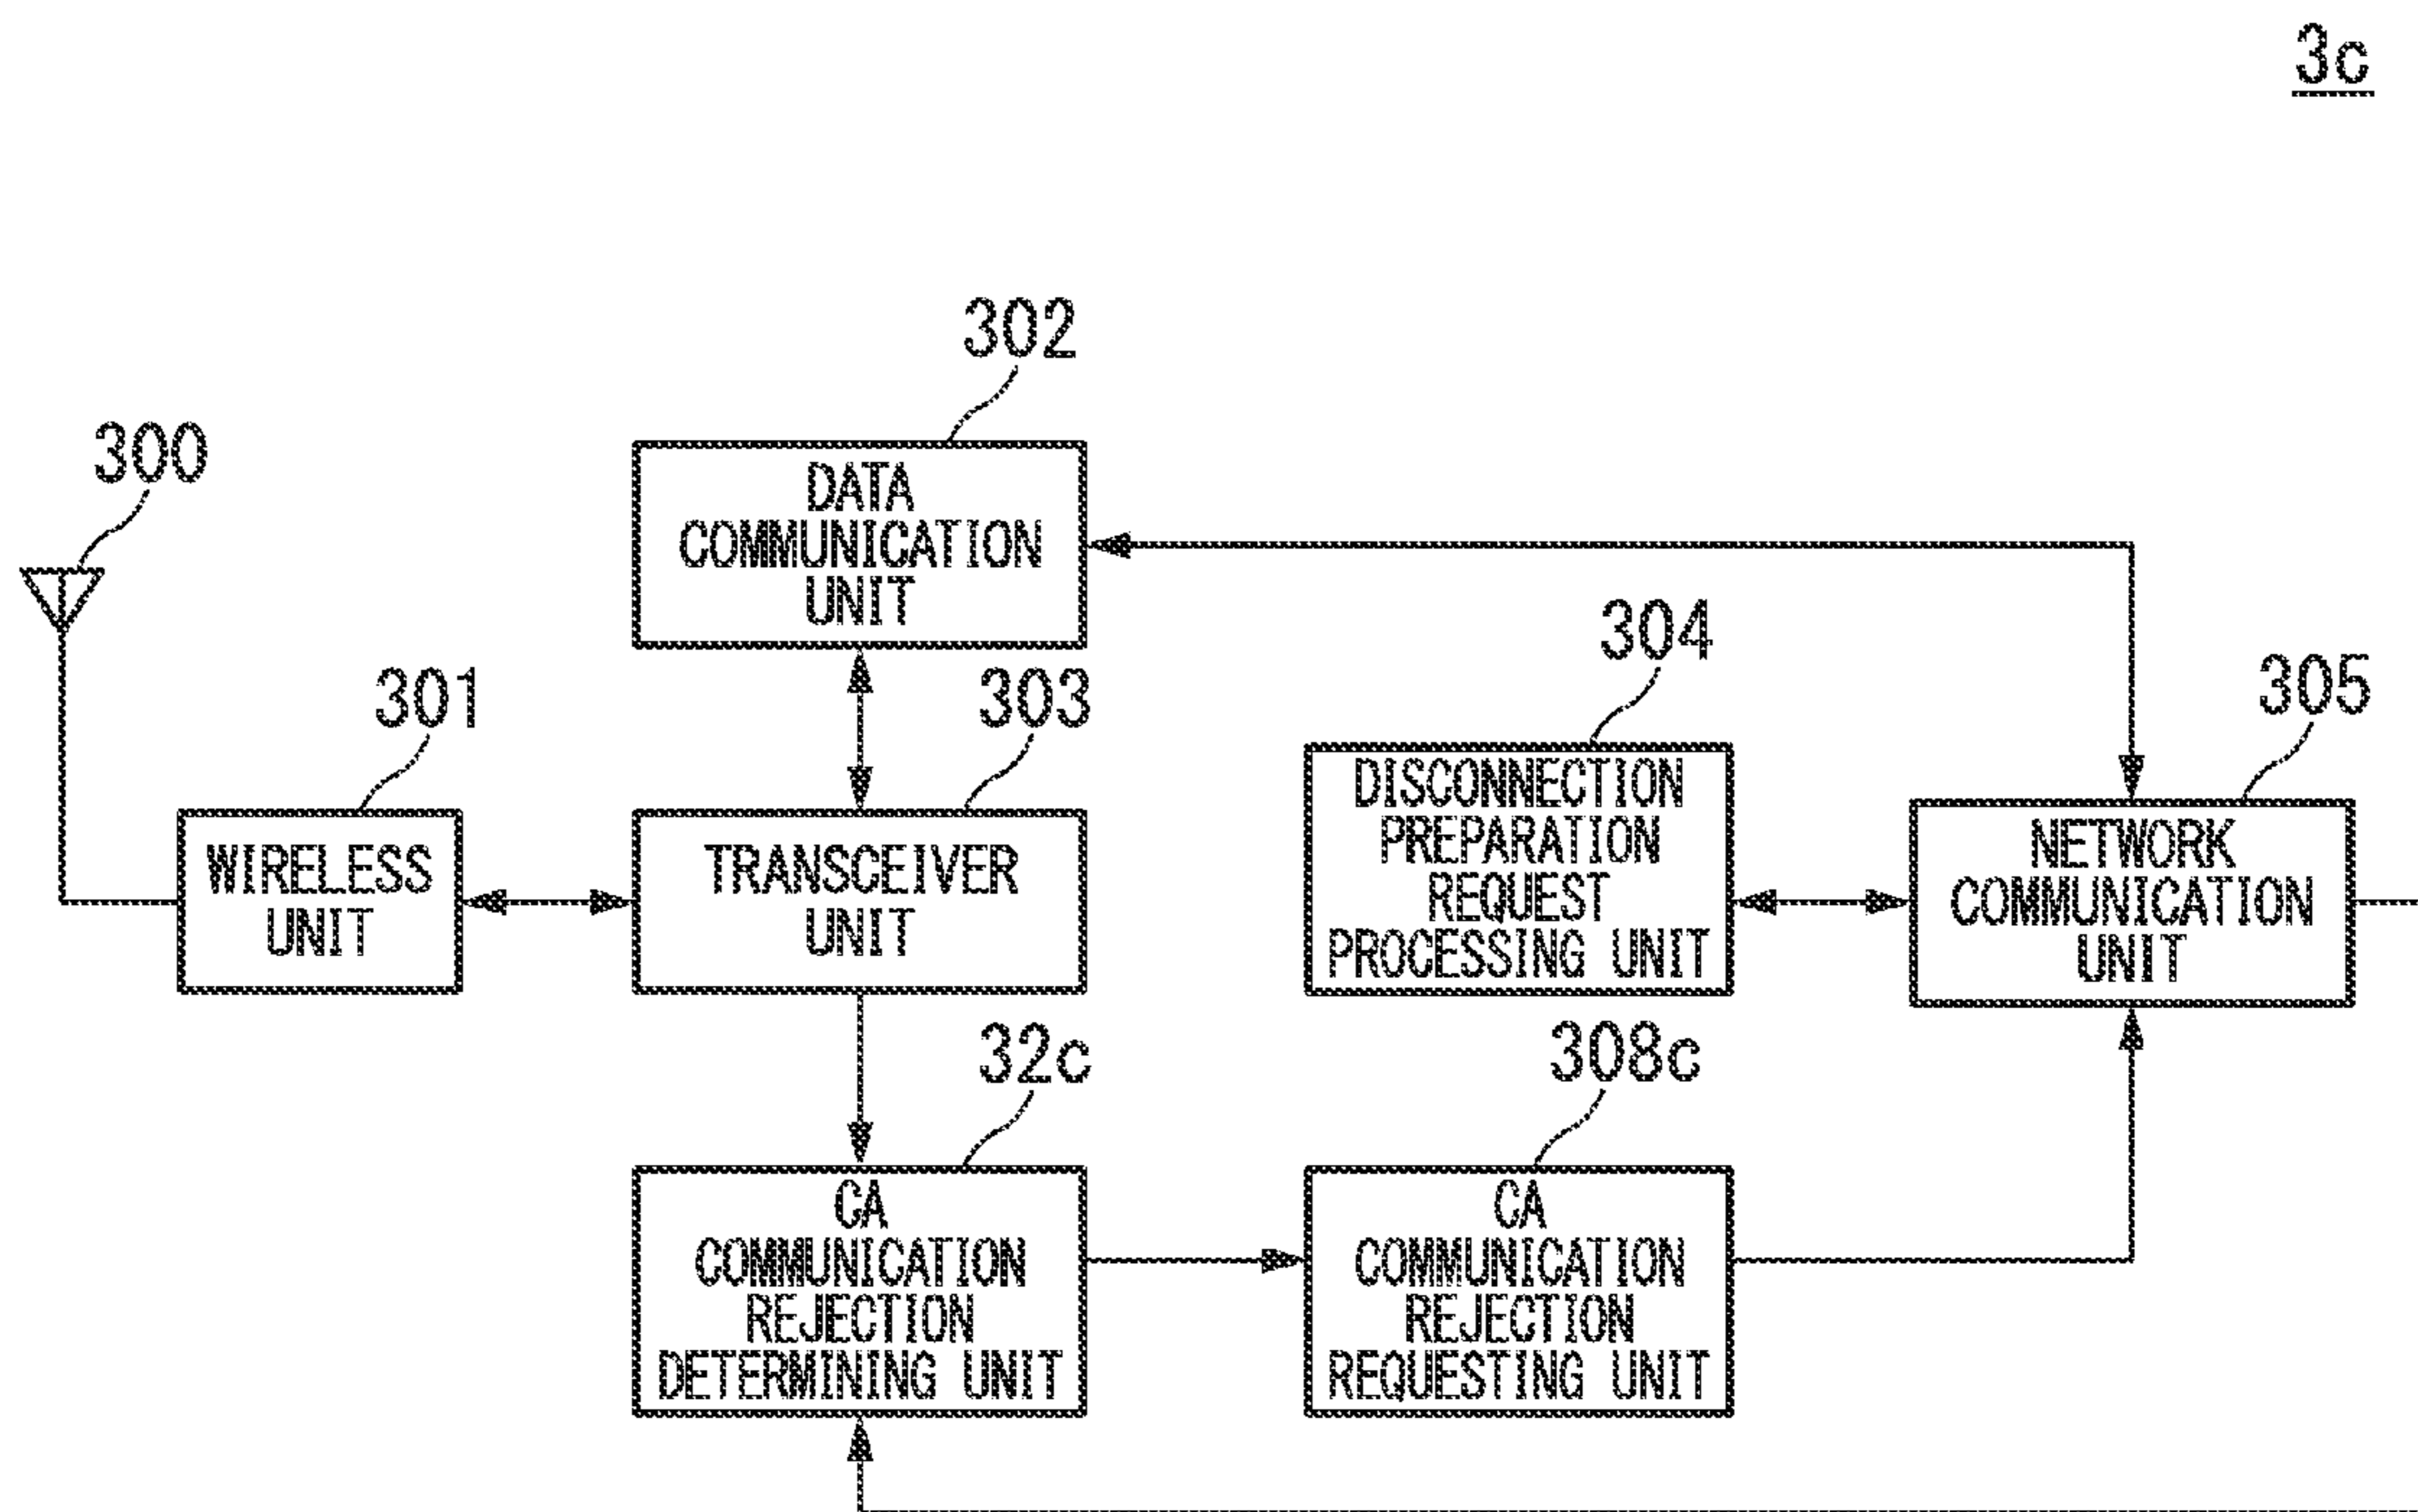 3c
302
300
DATA
COMMUNICATION
UNIT
304
305
301
303
DISCONNECTION
PREPARATION
REQUEST
PROCESSING UNIT
WIRELESS
UNIT
TRANSCEIVER
UNIT
NETWORK
COMMUNICATION
UNIT
32c
308c
CA
COMMUNICATION
REJECTION
DETERMINING UNIT
CA
COMMUNICATION
REJECTION
REQUESTING UNIT